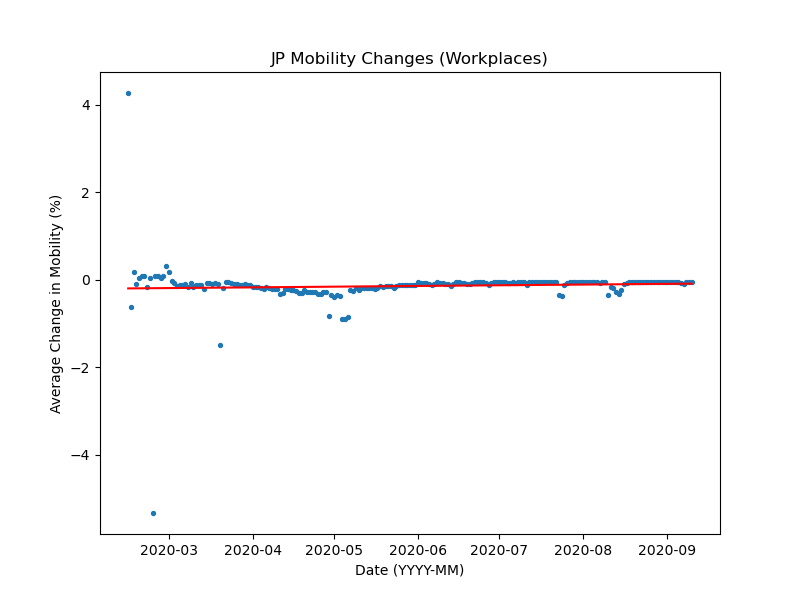 JP Mobility Changes (Workplaces)
Average Change in Mobility (%)
4
2
0
−2
−4
2020-03 2020-04 2020-05 2020-06 2020-07 2020-08 2020-09
Date (YYYY-MM)